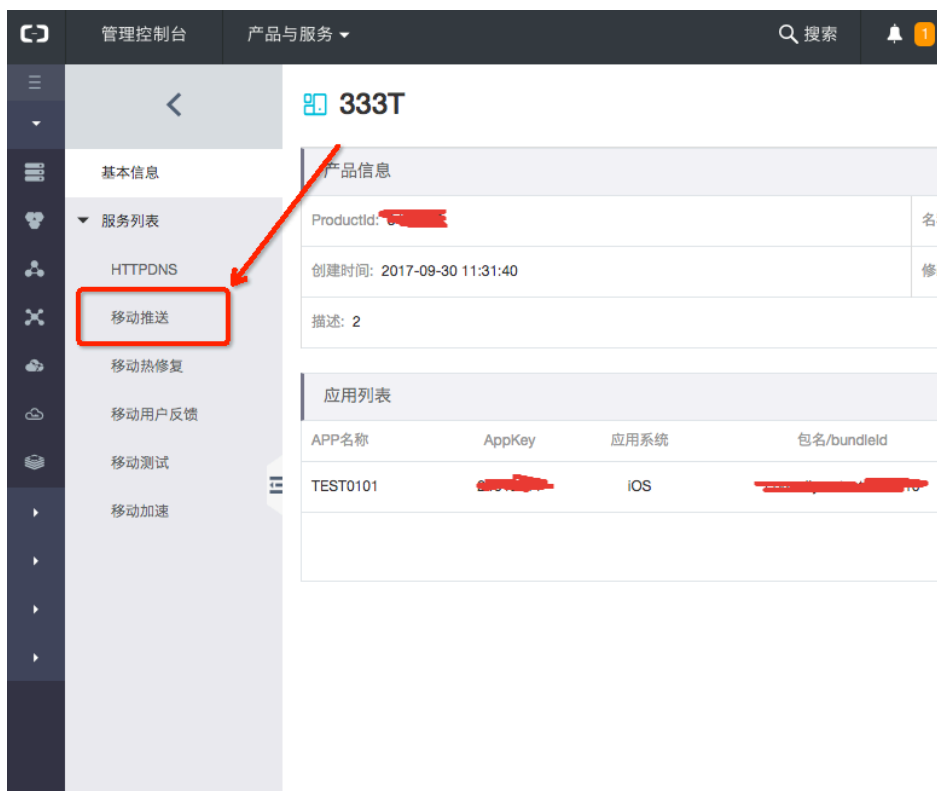 管理控制台
产品与服务
搜索
1
333T
基本信息
服务列表
HTTPDNS
移动推送
移动热修复
移动用户反馈
移动测试
移动加速
产品信息
ProductId:
名
创建时间: 2017-09-30 11:31:40
修
描述: 2
应用列表
APP名称 AppKey 应用系统 包名/bundleId
TEST0101 iOS